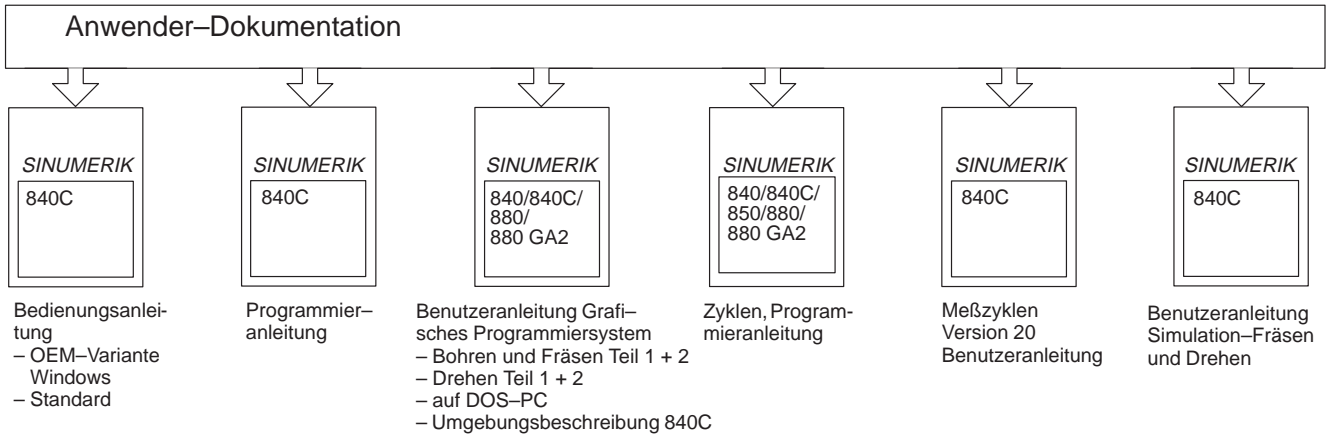 Anwender–Dokumentation
SINUMERIK
840C
Bedienungsanlei-
tung
– OEM–Variante
Windows
– Standard
SINUMERIK
840C
Programmier–
anleitung
SINUMERIK
840/840C/
880/
880 GA2
Benutzeranleitung Grafi–
sches Programmiersystem
– Bohren und Fräsen Teil 1 + 2
– Drehen Teil 1 + 2
– auf DOS–PC
– Umgebungsbeschreibung 840C
SINUMERIK
840/840C/
850/880/
880 GA2
Zyklen, Program-
mieranleitung
SINUMERIK
840C
Meßzyklen
Version 20
Benutzeranleitung
SINUMERIK
840C
Benutzeranleitung
Simulation–Fräsen
und Drehen